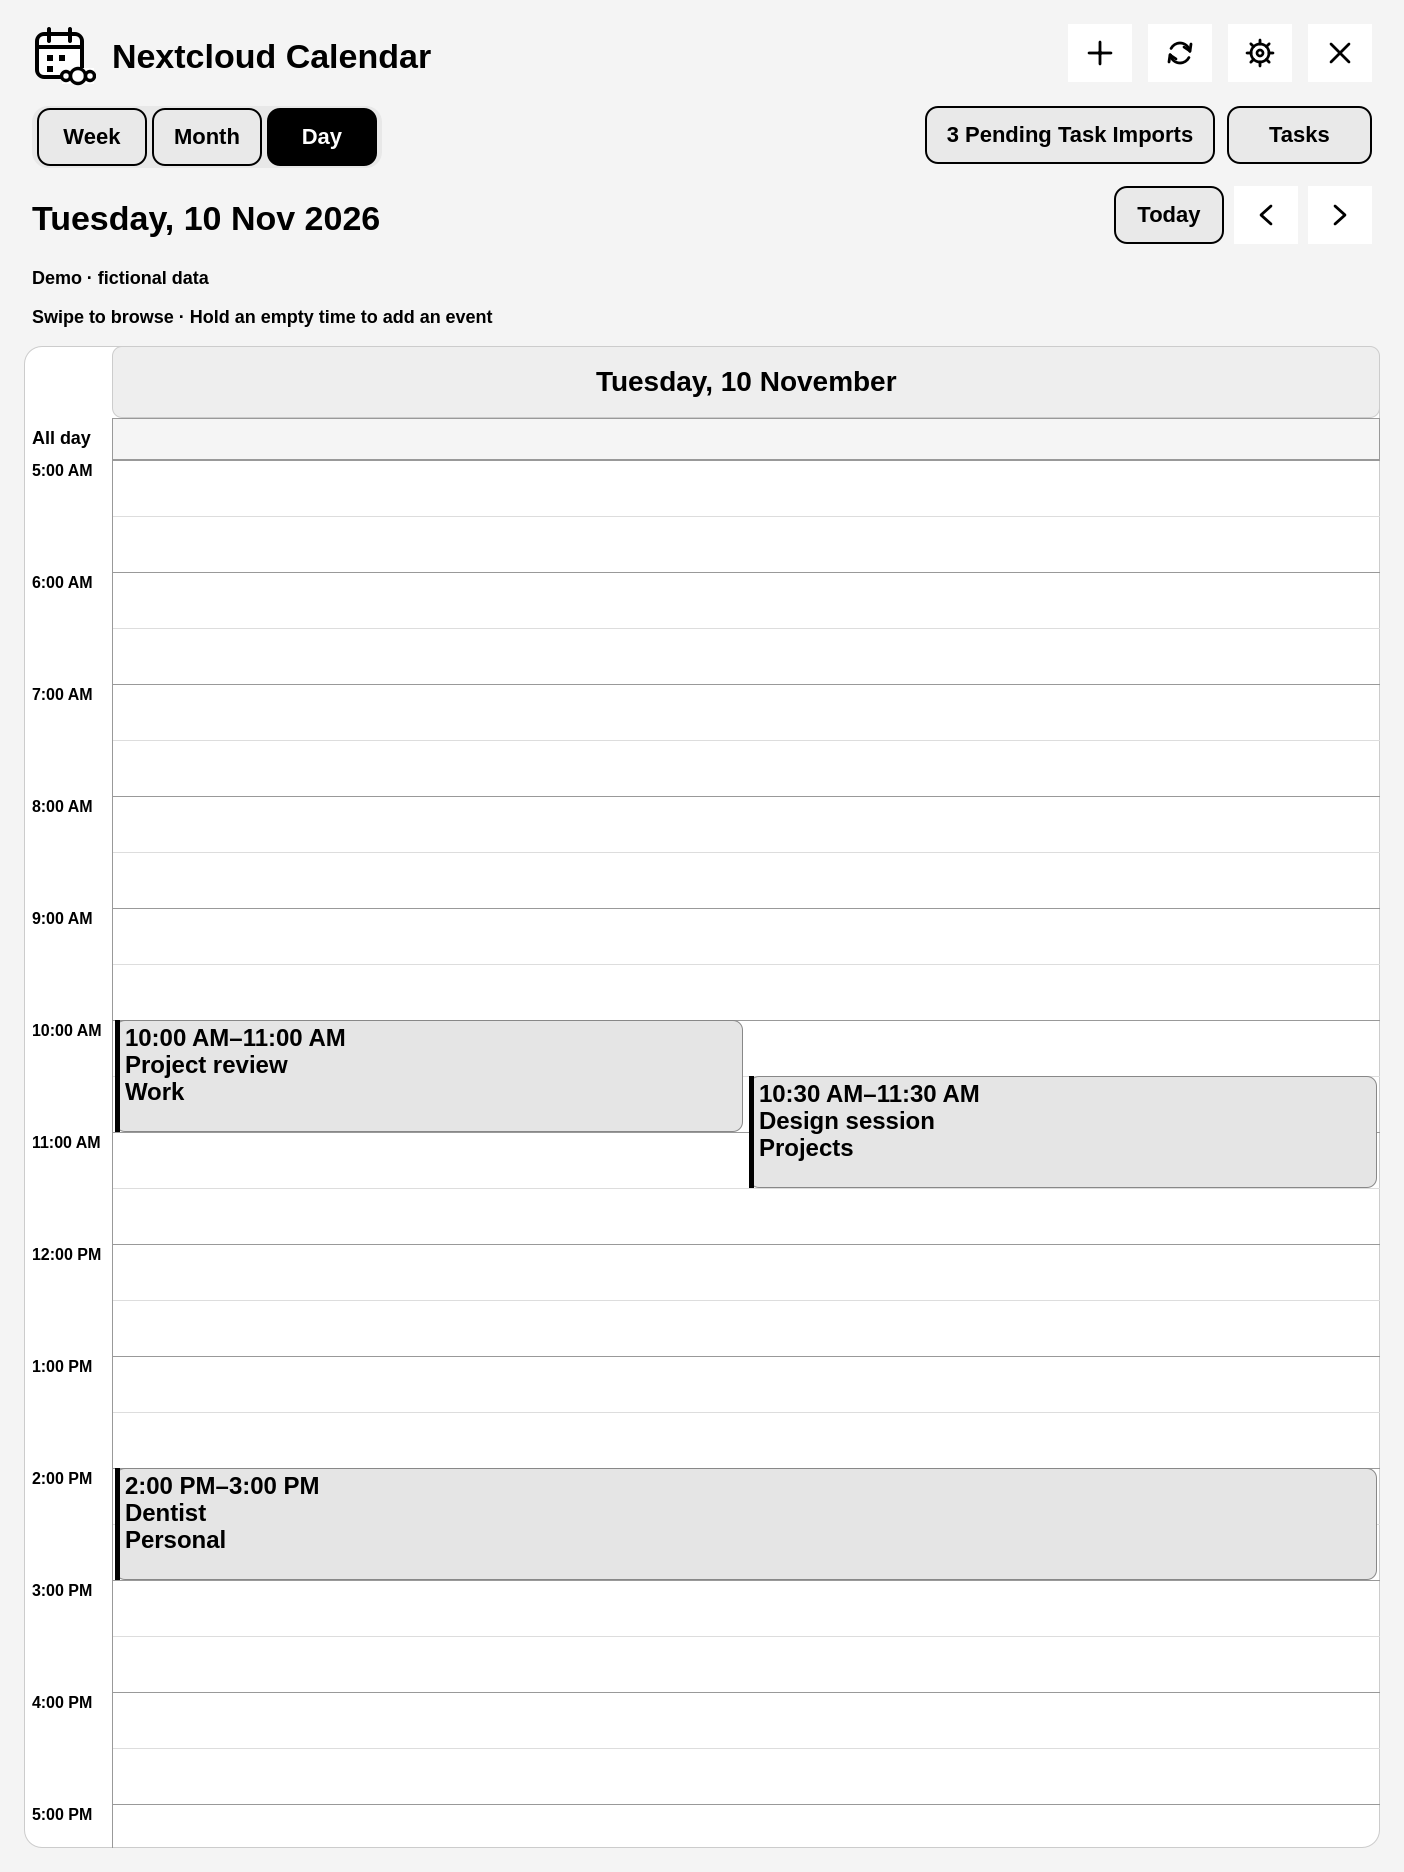 Nextcloud Calendar
Week
Month
Day
3 Pending Task Imports
Tasks
Tuesday, 10 Nov 2026
Today
Demo · fictional data
Swipe to browse · Hold an empty time to add an event
Tuesday, 10 November
All day
5:00 AM
6:00 AM
7:00 AM
8:00 AM
9:00 AM
10:00 AM
10:00 AM–11:00 AM
Project review
Work
10:30 AM–11:30 AM
Design session
Projects
11:00 AM
12:00 PM
1:00 PM
2:00 PM
2:00 PM–3:00 PM
Dentist
Personal
3:00 PM
4:00 PM
5:00 PM